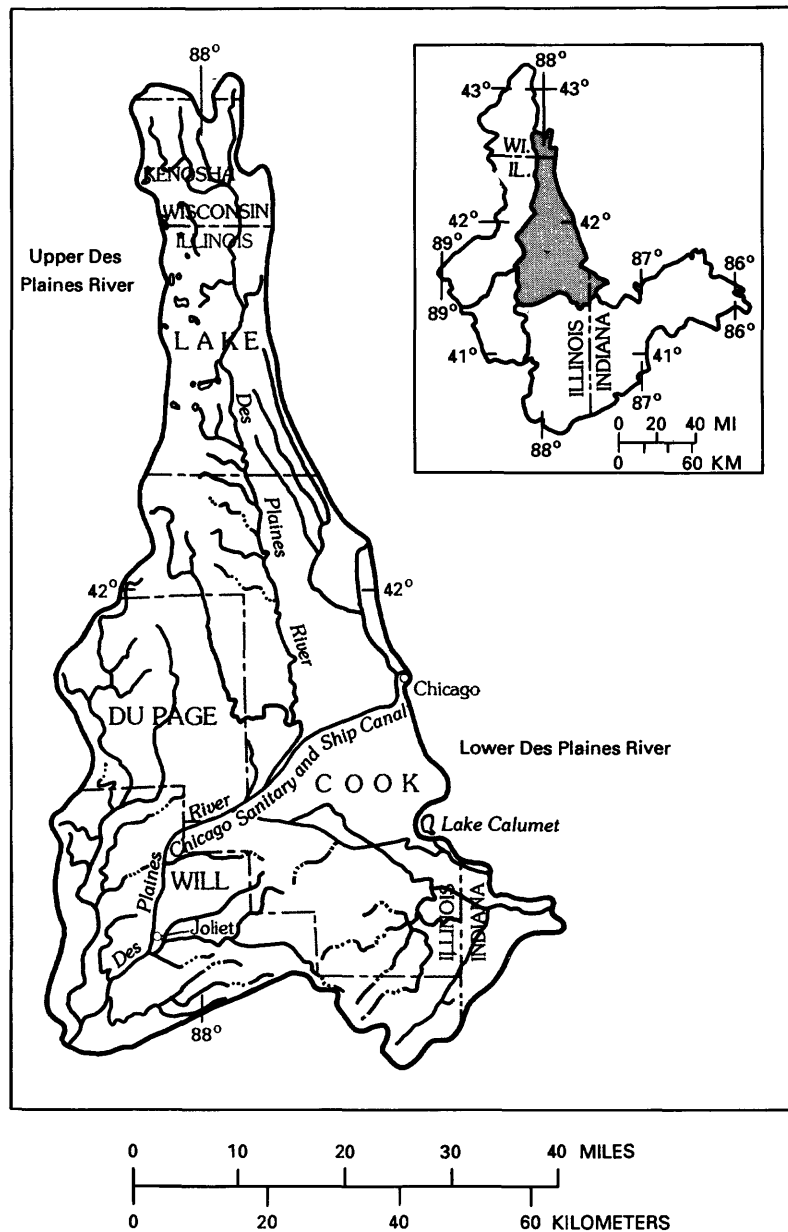 88°
KENOSHA
WISCONSIN
ILLINOIS
Upper Des
Plaines River
LAKE
Des
Plaines
River
42°
42°
DU PAGE
Chicago
Chicago Sanitary and Ship Canal
Lower Des Plaines River
COOK
River
Lake Calumet
Plaines
WILL
ILLINOIS
INDIANA
Joliet
Des
88°
88°
43°
43°
WI.
IL.
42°
42°
89°
87°
86°
89°
86°
41°
ILLINOIS
INDIANA
41°
87°
88°
0 20 40 MI
0 60 KM
0 10 20 30 40 MILES
0 20 40 60 KILOMETERS